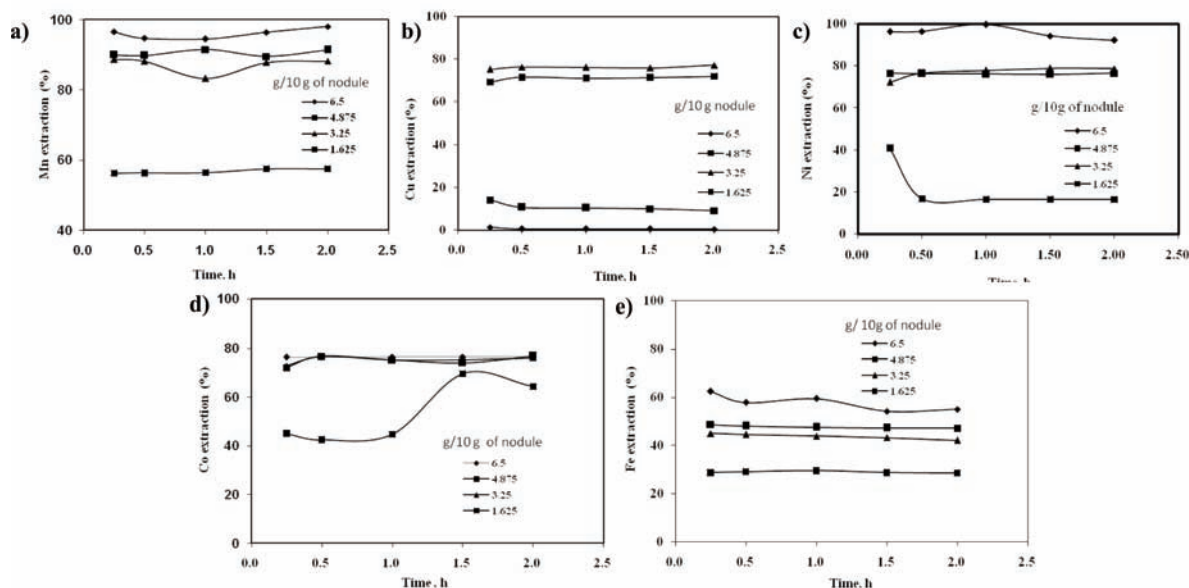 a)
Mn extraction (%)
100
80
60
40
0.0 0.5 1.0 1.5 2.0 2.5
Time, h
g/10 g of nodule
6.5
4.875
3.25
1.625
b)
Cu extraction (%)
100
80
60
40
20
0
0.0 0.5 1.0 1.5 2.0 2.5
Time, h
g/10 g nodule
6.5
4.875
3.25
1.625
c)
Ni extraction (%)
100
80
60
40
20
0
0.00 0.50 1.00 1.50 2.00 2.50
Time, h
g/10g of nodule
6.5
4.875
3.25
1.625
d)
Co extraction (%)
100
80
60
40
20
0
0.0 0.5 1.0 1.5 2.0 2.5
Time, h
g/10 g of nodule
6.5
4.875
3.25
1.625
e)
Fe extraction (%)
100
80
60
40
20
0
0.0 0.5 1.0 1.5 2.0 2.5
Time, h
g/ 10g of nodule
6.5
4.875
3.25
1.625